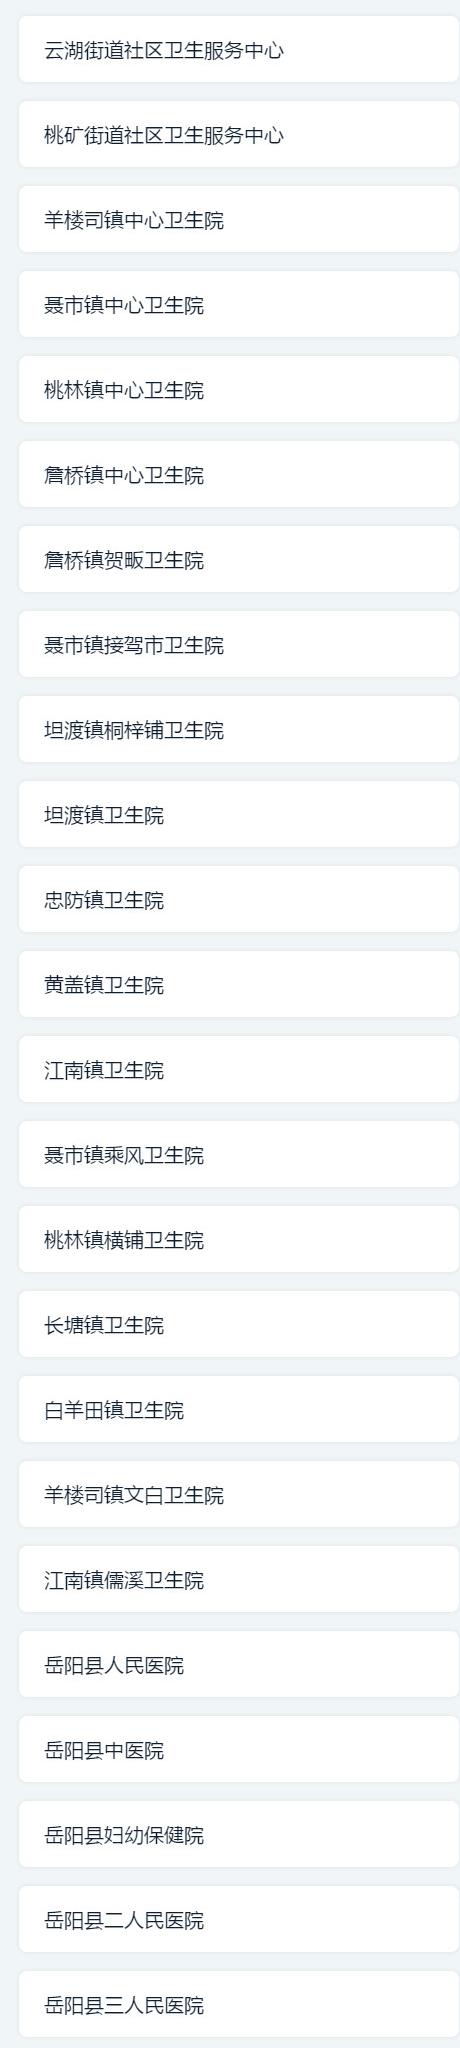 云湖街道社区卫生服务中心
桃矿街道社区卫生服务中心
羊楼司镇中心卫生院
聂市镇中心卫生院
桃林镇中心卫生院
詹桥镇中心卫生院
詹桥镇贺畈卫生院
聂市镇接驾市卫生院
坦渡镇桐梓铺卫生院
坦渡镇卫生院
忠防镇卫生院
黄盖镇卫生院
江南镇卫生院
聂市镇乘风卫生院
桃林镇横铺卫生院
长塘镇卫生院
白羊田镇卫生院
羊楼司镇文白卫生院
江南镇儒溪卫生院
岳阳县人民医院
岳阳县中医院
岳阳县妇幼保健院
岳阳县二人民医院
岳阳县三人民医院